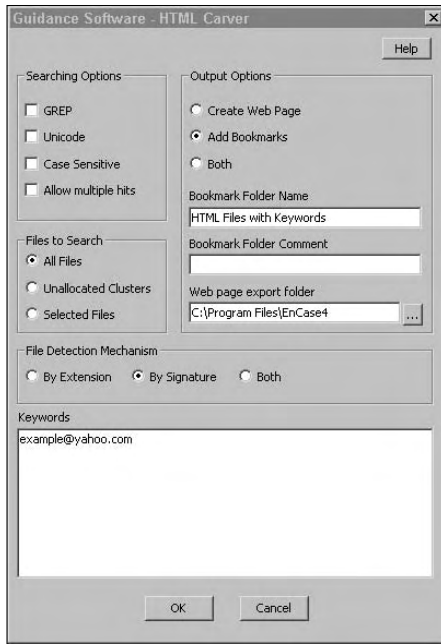 Guidance Software - HTML Carver
Help
Searching Options
GREP
Unicode
Case Sensitive
Allow multiple hits
Output Options
Create Web Page
Add Bookmarks
Both
Bookmark Folder Name
HTML Files with Keywords
Bookmark Folder Comment
Web page export folder
C:\Program Files\EnCase4
...
Files to Search
All Files
Unallocated Clusters
Selected Files
File Detection Mechanism
By Extension
By Signature
Both
Keywords
example@yahoo.com
OK
Cancel